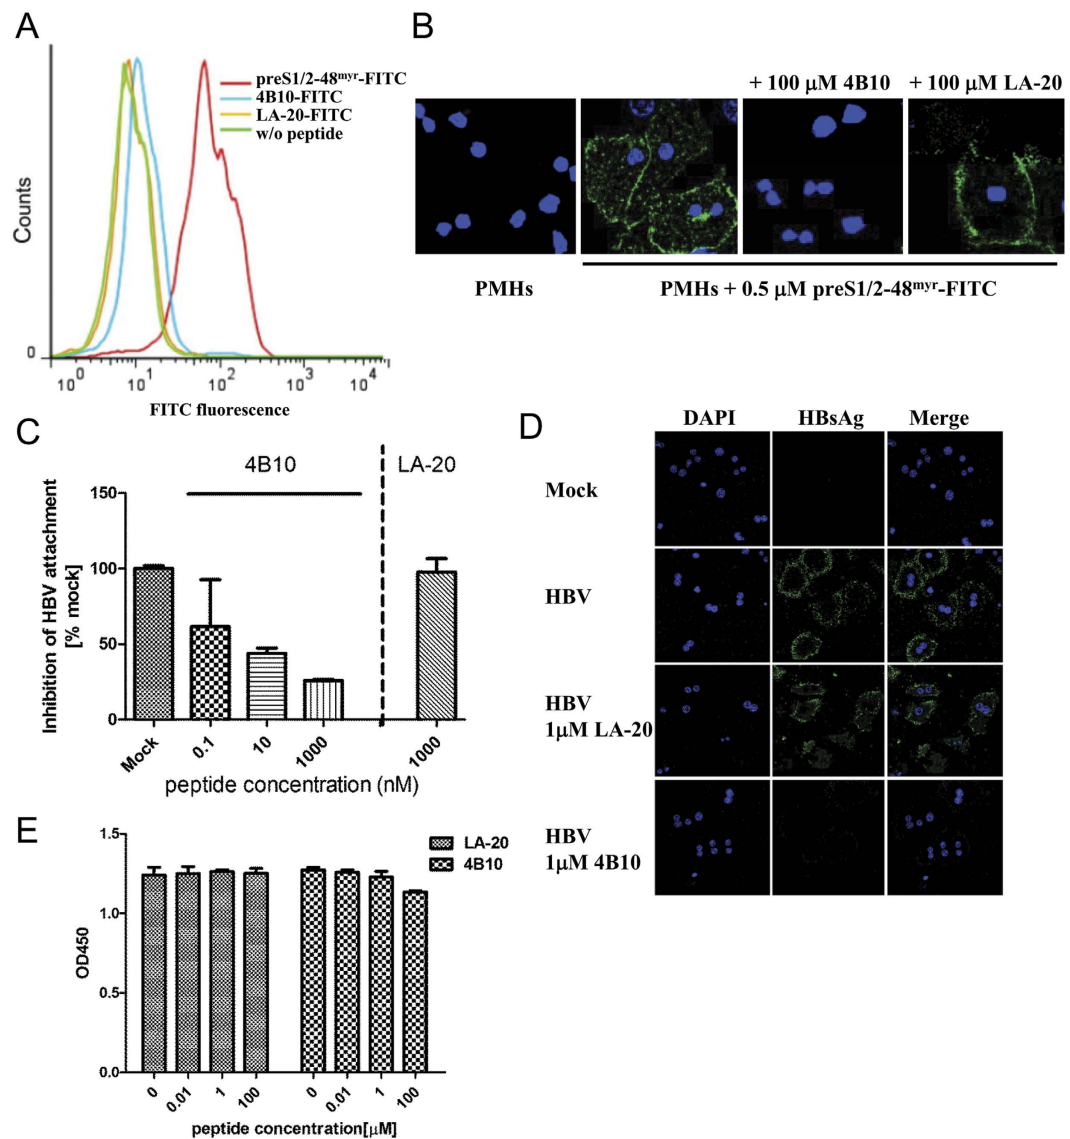 A
preS1/2-48myr-FITC
4B10-FITC
LA-20-FITC
w/o peptide
Counts
0
10^0 10^1 10^2 10^3 10^4
FITC fluorescence
B
+ 100 μM 4B10 + 100 μM LA-20
PMHs PMHs + 0.5 μM preS1/2-48myr-FITC
C
4B10 LA-20
Inhibition of HBV attachment
[% mock]
150
100
50
0
Mock 0.1 10 1000 1000
peptide concentration (nM)
D
DAPI HBsAg Merge
Mock
HBV
HBV
1μM LA-20
HBV
1μM 4B10
E
LA-20
4B10
OD450
1.5
1.0
0.5
0.0
0 0.01 1 100 0 0.01 1 100
peptide concentration[μM]